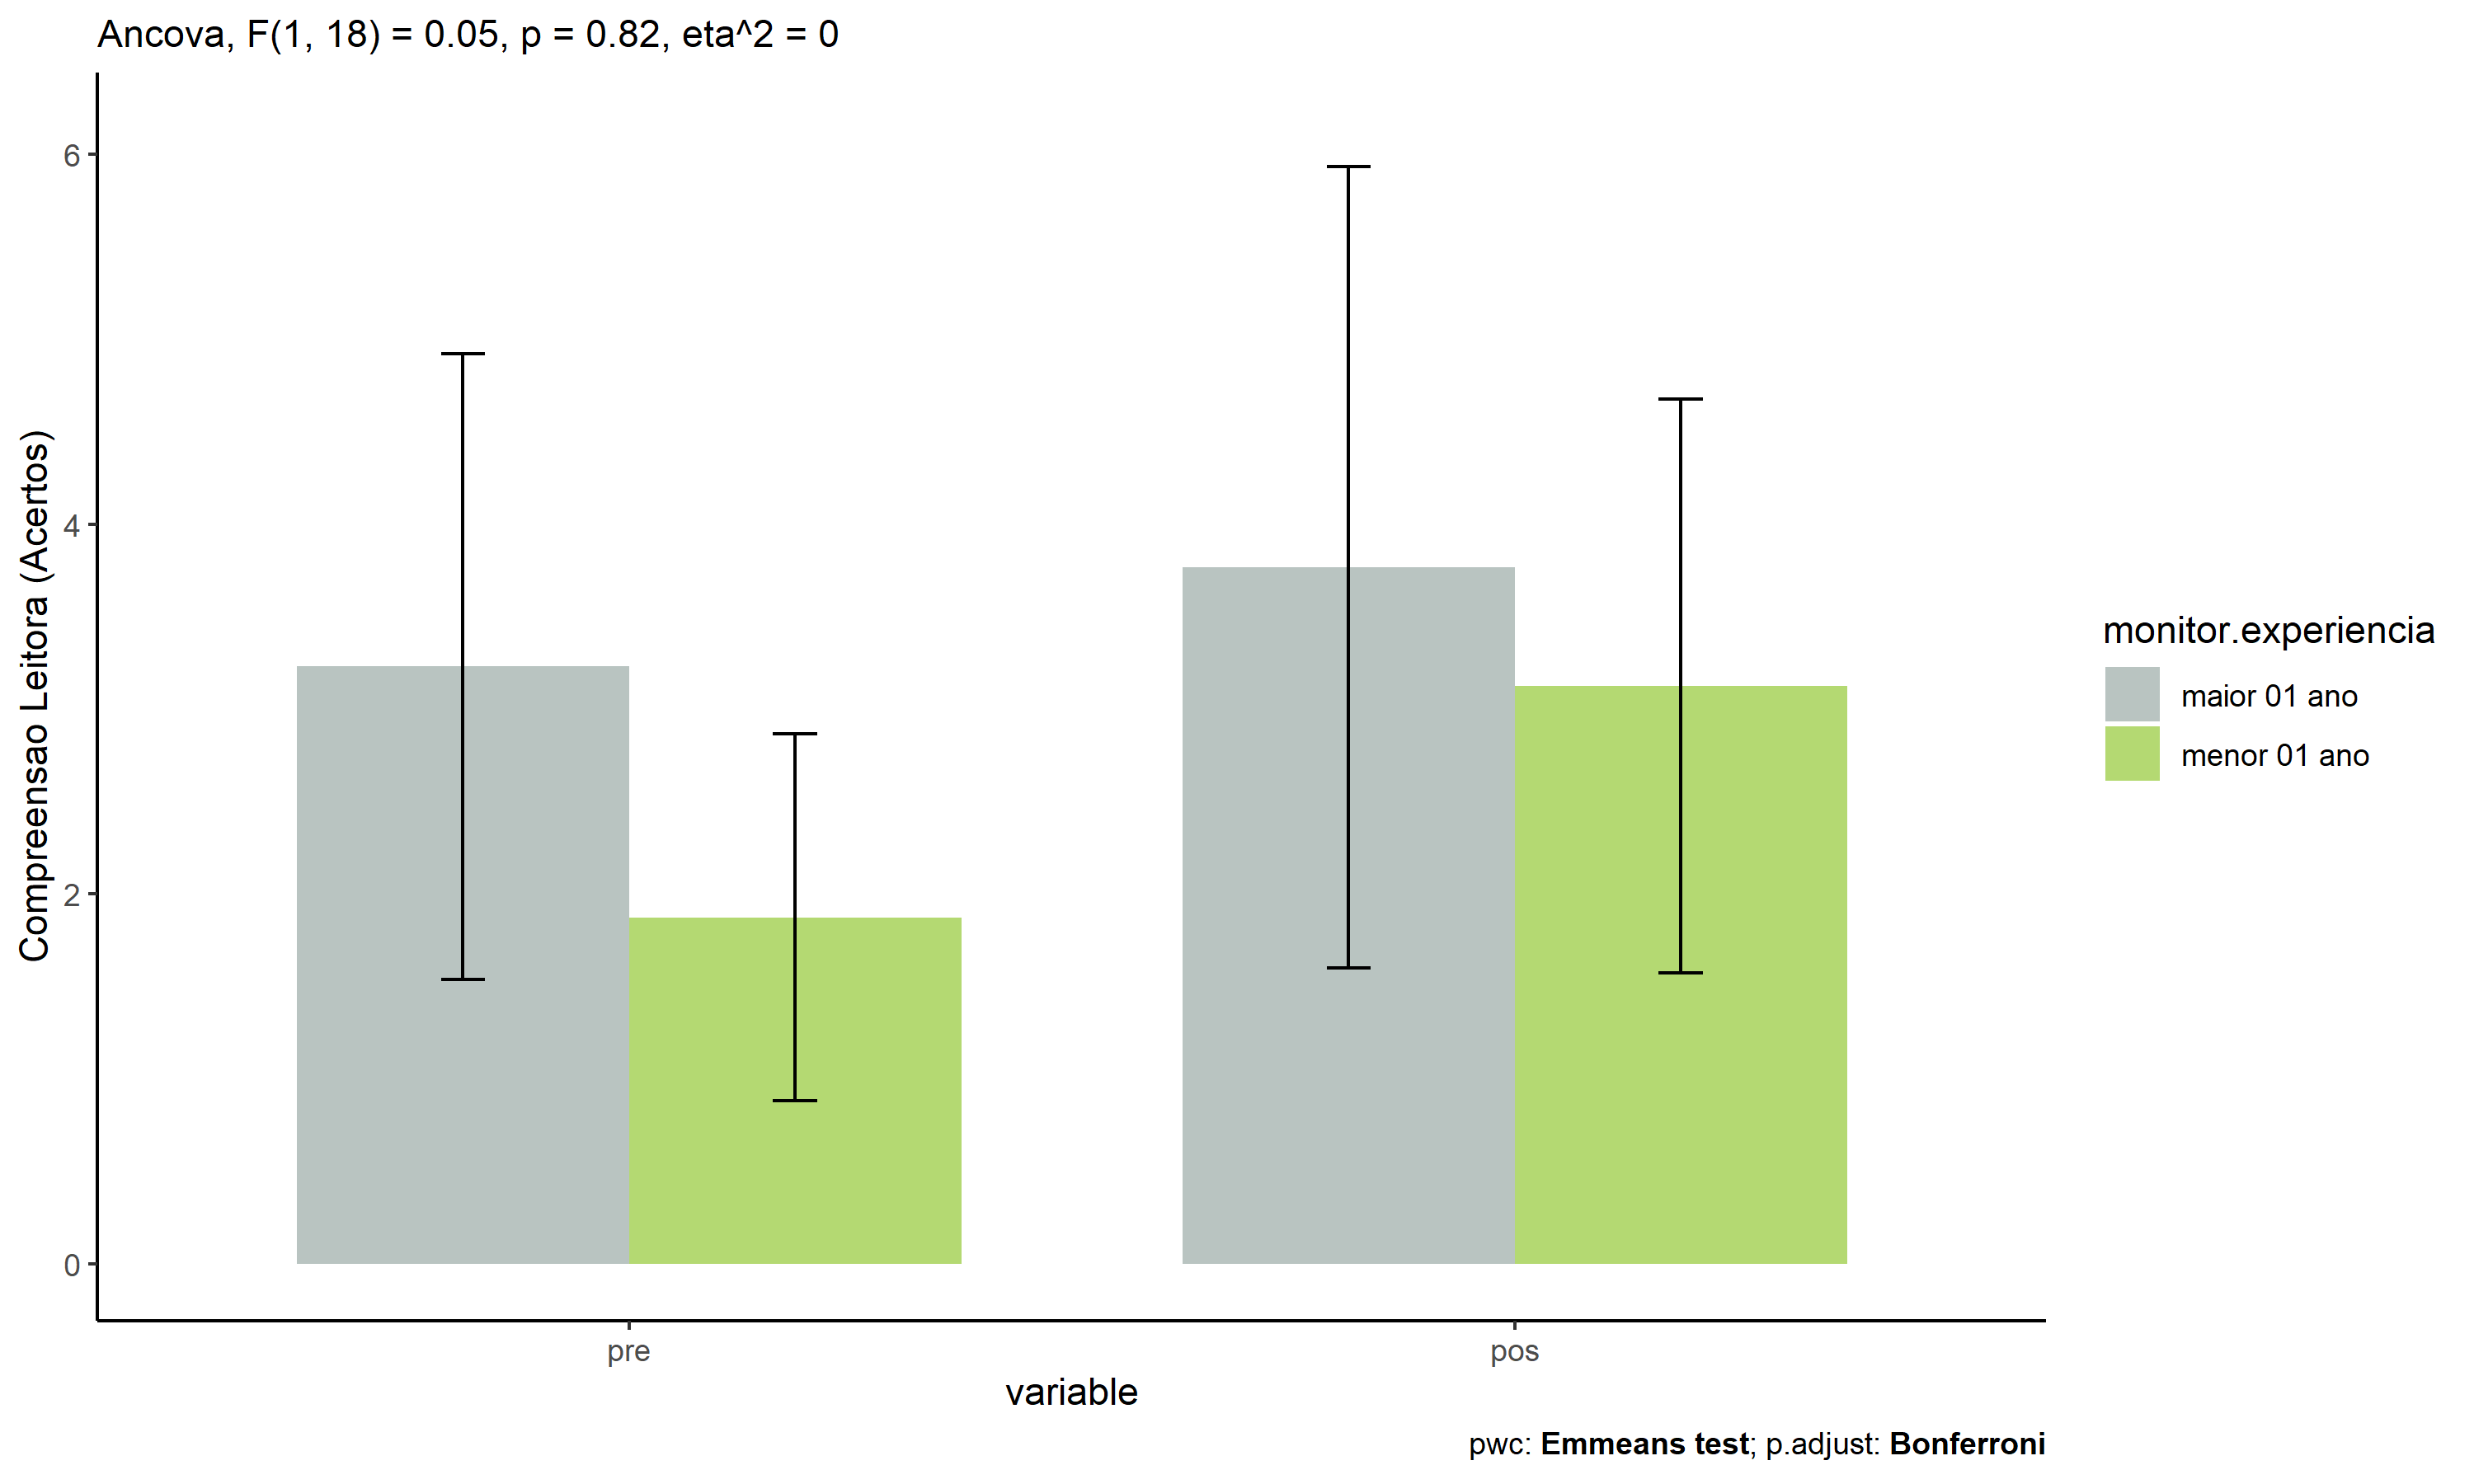 Ancova, F(1, 18) = 0.05, p = 0.82, eta^2 = 0
Compreensao Leitora (Acertos)
6
4
2
0
pre
pos
variable
monitor.experiencia
maior 01 ano
menor 01 ano
pwc: Emmeans test; p.adjust: Bonferroni